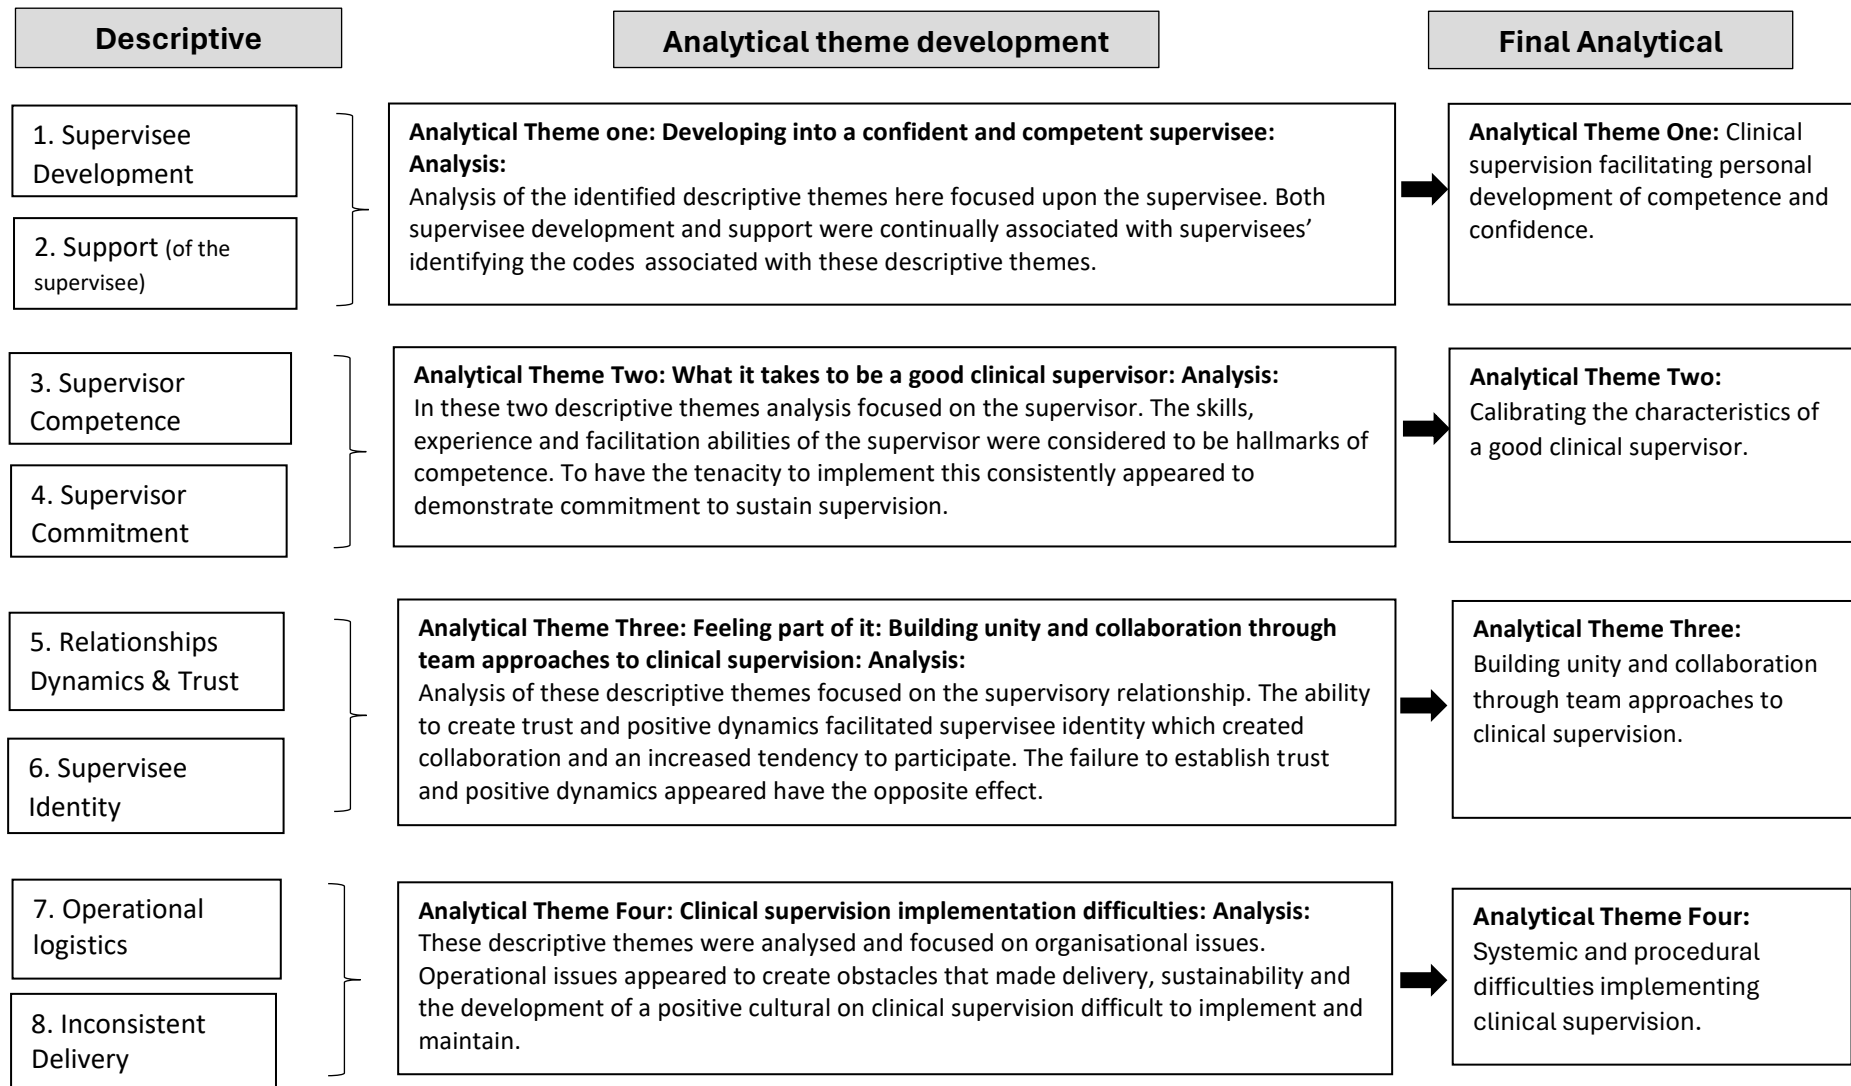 Descriptive
Analytical theme development
Final Analytical
1. Supervisee
Development
2. Support (of the
supervisee)
Analytical Theme one: Developing into a confident and competent supervisee:
Analysis:
Analysis of the identified descriptive themes here focused upon the supervisee. Both
supervisee development and support were continually associated with supervisees’
identifying the codes associated with these descriptive themes.
Analytical Theme One: Clinical
supervision facilitating personal
development of competence and
confidence.
3. Supervisor
Competence
4. Supervisor
Commitment
Analytical Theme Two: What it takes to be a good clinical supervisor: Analysis:
In these two descriptive themes analysis focused on the supervisor. The skills,
experience and facilitation abilities of the supervisor were considered to be hallmarks of
competence. To have the tenacity to implement this consistently appeared to
demonstrate commitment to sustain supervision.
Analytical Theme Two:
Calibrating the characteristics of
a good clinical supervisor.
5. Relationships
Dynamics & Trust
6. Supervisee
Identity
Analytical Theme Three: Feeling part of it: Building unity and collaboration through
team approaches to clinical supervision: Analysis:
Analysis of these descriptive themes focused on the supervisory relationship. The ability
to create trust and positive dynamics facilitated supervisee identity which created
collaboration and an increased tendency to participate. The failure to establish trust
and positive dynamics appeared have the opposite effect.
Analytical Theme Three:
Building unity and collaboration
through team approaches to
clinical supervision.
7. Operational
logistics
8. Inconsistent
Delivery
Analytical Theme Four: Clinical supervision implementation difficulties: Analysis:
These descriptive themes were analysed and focused on organisational issues.
Operational issues appeared to create obstacles that made delivery, sustainability and
the development of a positive cultural on clinical supervision difficult to implement and
maintain.
Analytical Theme Four:
Systemic and procedural
difficulties implementing
clinical supervision.